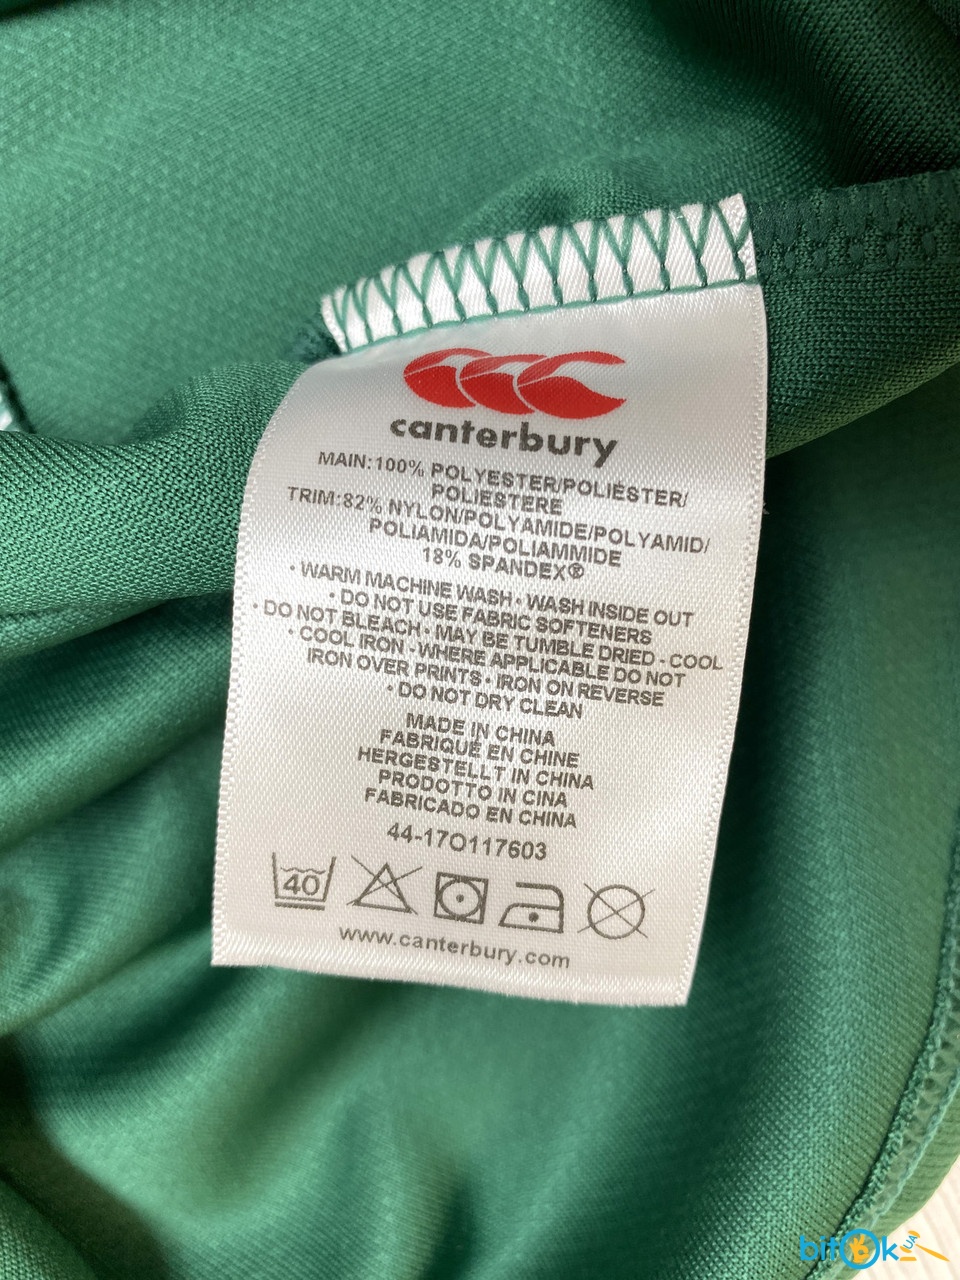 canterbury
MAIN:100% POLYESTER/POLIÉSTER/
POLIESTERE
TRIM:82% NYLON/POLYAMIDE/POLYAMID/
POLIAMIDA/POLIAMMIDE
18% SPANDEX®
• WARM MACHINE WASH • WASH INSIDE OUT
• DO NOT USE FABRIC SOFTENERS
• DO NOT BLEACH • MAY BE TUMBLE DRIED - COOL
• COOL IRON - WHERE APPLICABLE DO NOT
IRON OVER PRINTS • IRON ON REVERSE
• DO NOT DRY CLEAN
MADE IN CHINA
FABRIQUÉ EN CHINE
HERGESTELLT IN CHINA
PRODOTTO IN CINA
FABRICADO EN CHINA
44-17O117603
40
www.canterbury.com
bitOk UA